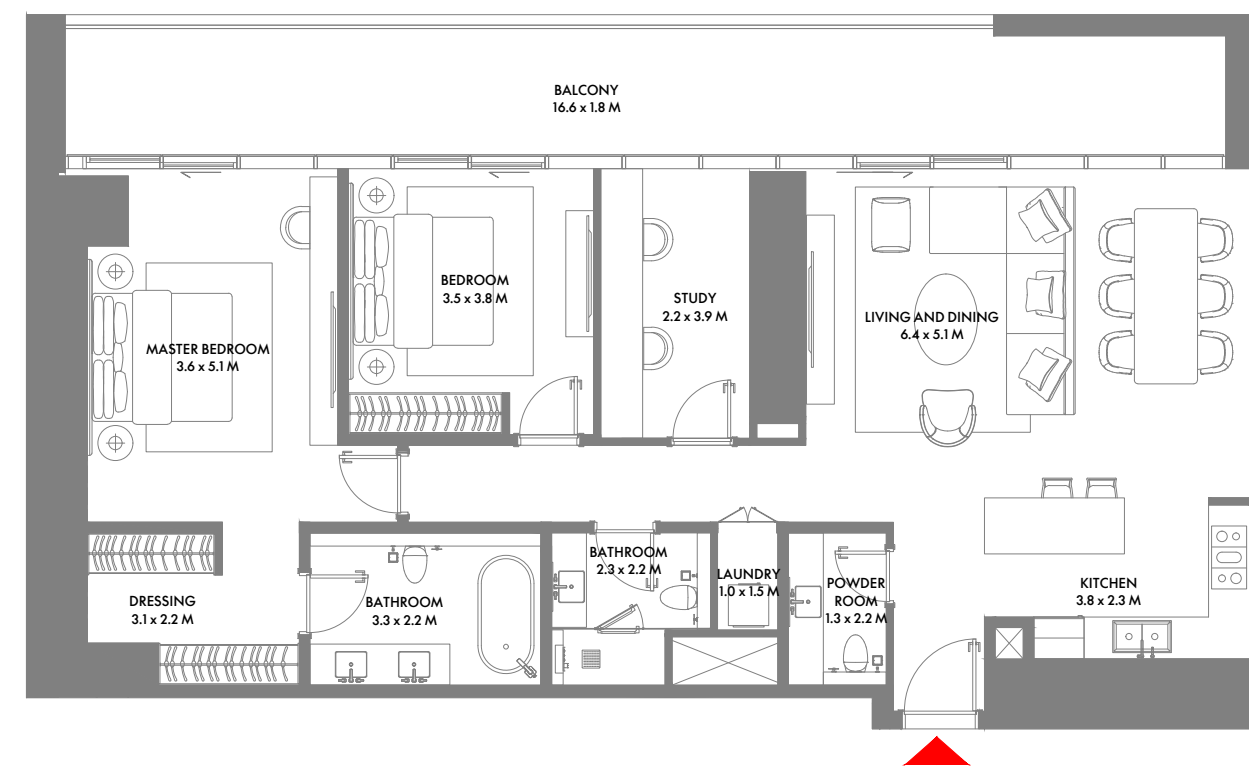 BALCONY
16.6 x 1.8 M
BEDROOM
3.5 x 3.8 M
STUDY
2.2 x 3.9 M
LIVING AND DINING
6.4 x 5.1 M
MASTER BEDROOM
3.6 x 5.1 M
BATHROOM
2.3 x 2.2 M
LAUNDRY
1.0 x 1.5 M
POWDER
ROOM
1.3 x 2.2 M
KITCHEN
3.8 x 2.3 M
DRESSING
3.1 x 2.2 M
BATHROOM
3.3 x 2.2 M